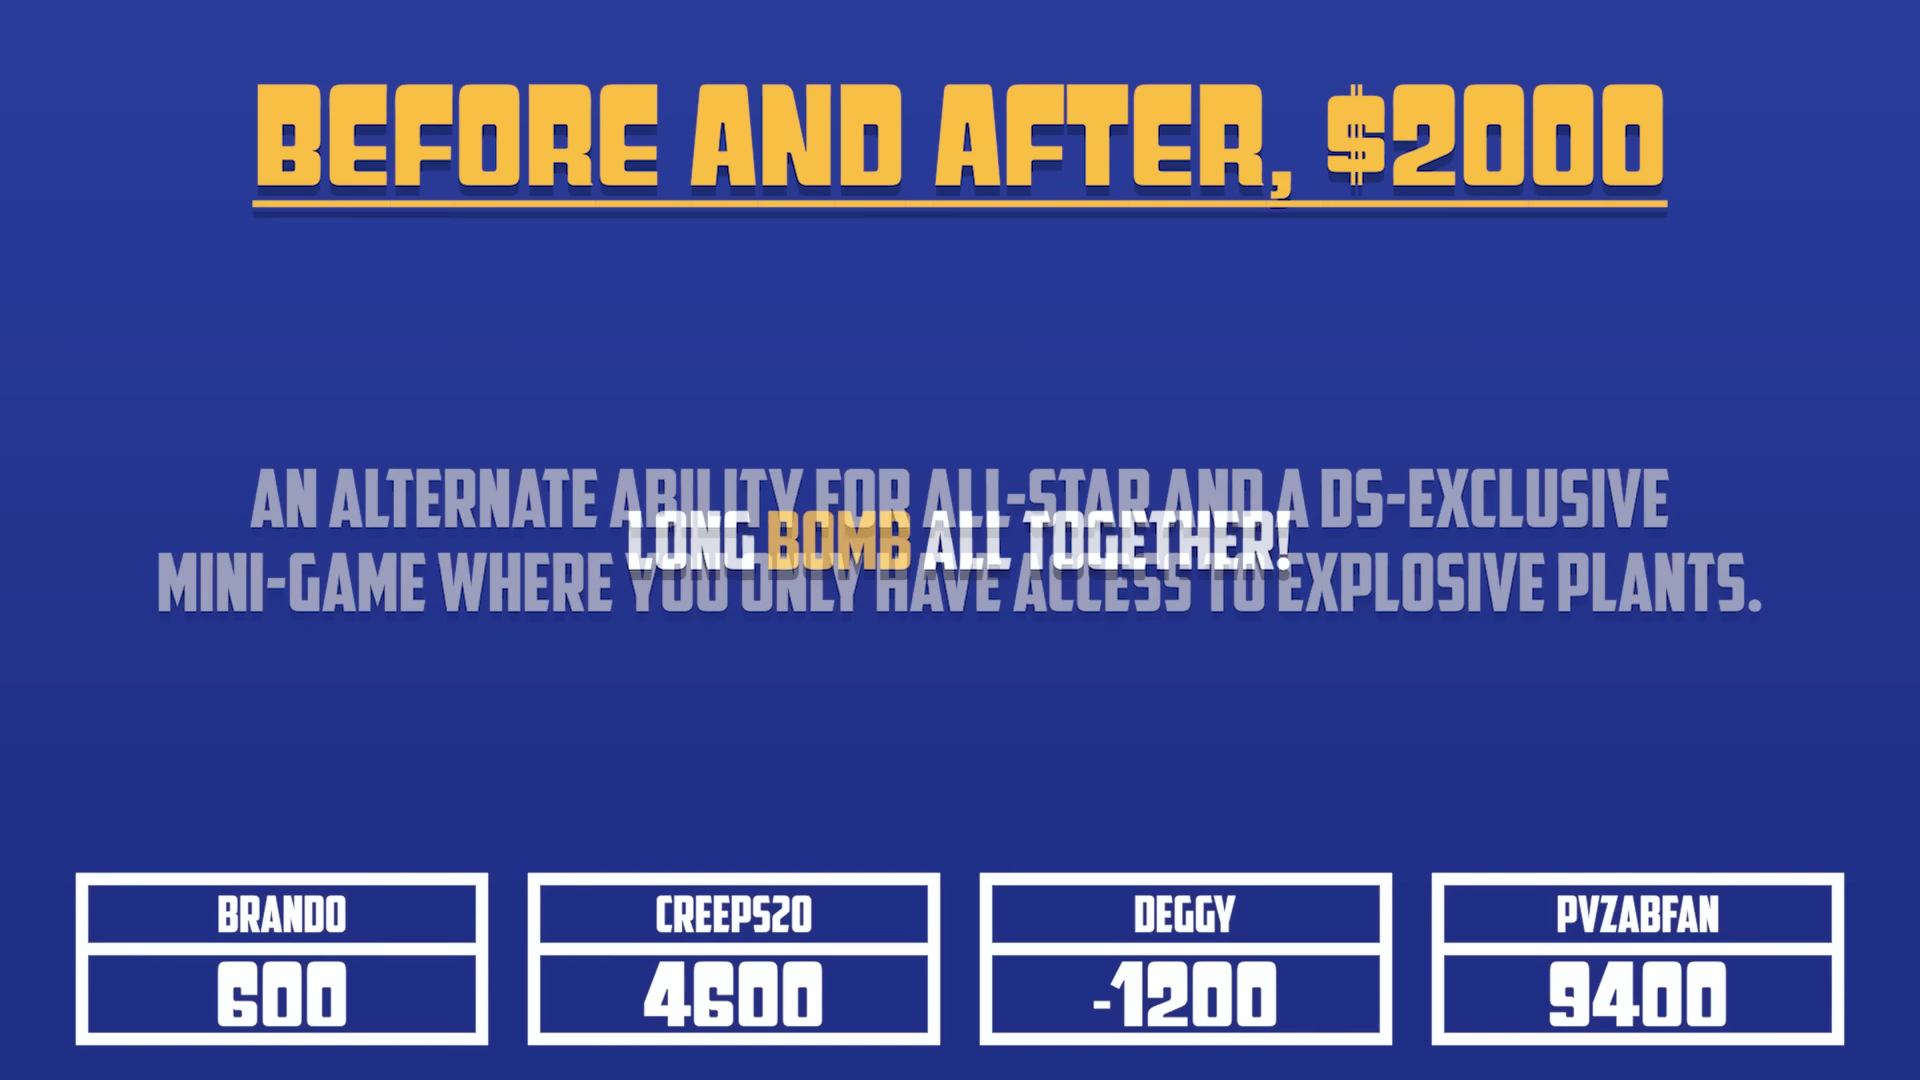 BEFORE AND AFTER, $2000
AN ALTERNATE ABILITY FOR ALL-STAR AND A DS-EXCLUSIVE
LONG BOMB ALL TOGETHER!
MINI-GAME WHERE YOU ONLY HAVE ACCESS TO EXPLOSIVE PLANTS.
BRANDO
600
CREEPS20
4600
DEGGY
-1200
PVZABFAN
9400